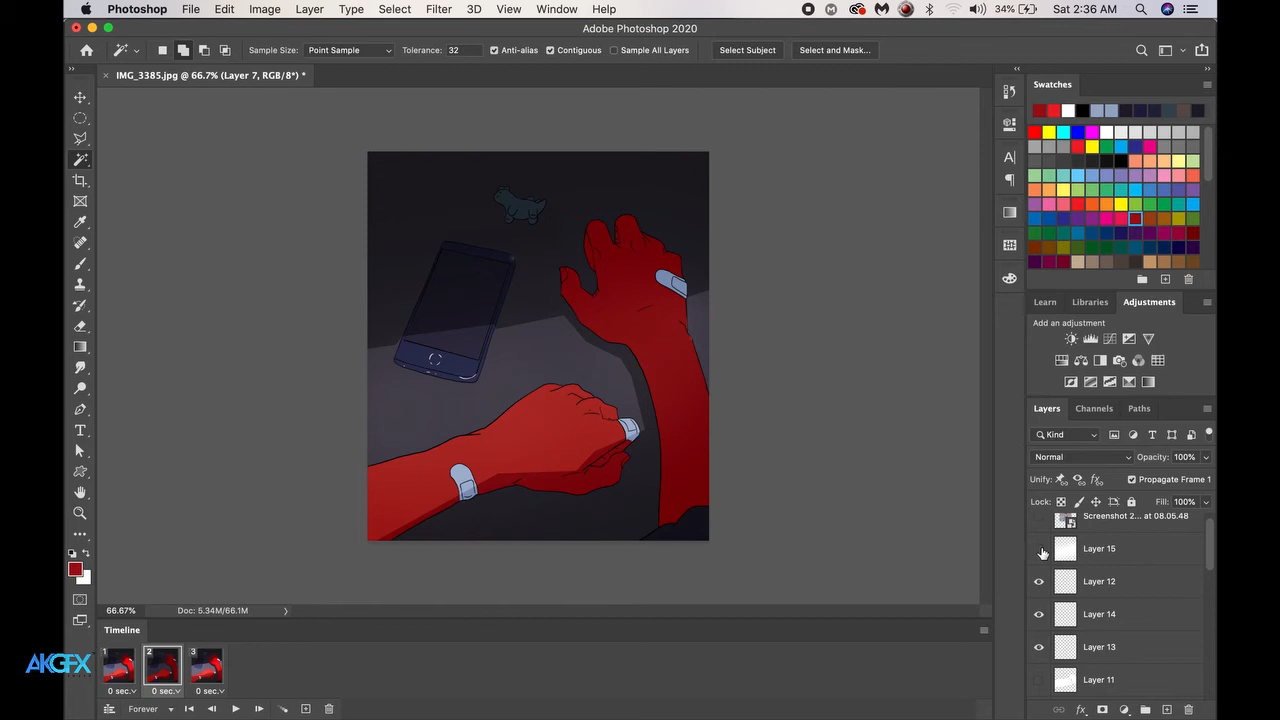 Photoshop File Edit Image Layer Type Select Filter 3D View Window Help 34% Sat 2:36 AM
Adobe Photoshop 2020
Sample Size: Point Sample Tolerance: 32 Anti-alias Contiguous Sample All Layers Select Subject Select and Mask...
IMG_3385.jpg @ 66.7% (Layer 7, RGB/8*) *
Swatches
Learn Libraries Adjustments
Add an adjustment
Layers Channels Paths
Kind
Normal Opacity: 100%
Unify: Propagate Frame 1
Lock: Fill: 100%
Screenshot 2... at 08.05.48
Layer 15
Layer 12
Layer 14
Layer 13
Layer 11
66.67% Doc: 5.34M/66.1M
Timeline
1 2 3
0 sec. 0 sec. 0 sec.
Forever
AKGFX